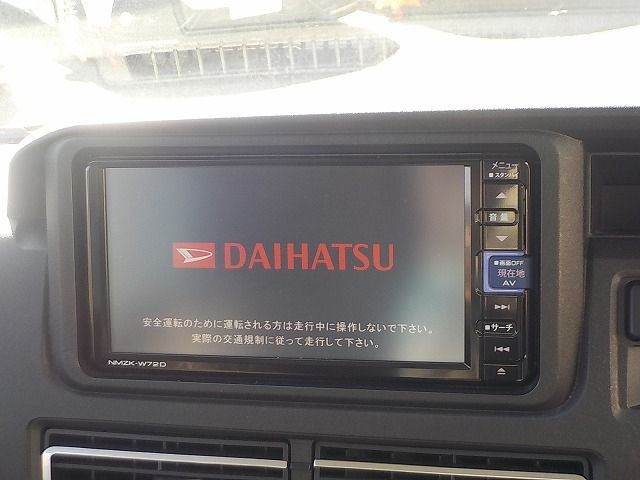 DAIHATSU
安全運転のために運転される方は走行中に操作しないで下さい。
実際の交通規制に従って走行して下さい。
NMZK-W72D
メニュー
■スタンバイ
音量
■画面OFF
現在地
AV
■サーチ